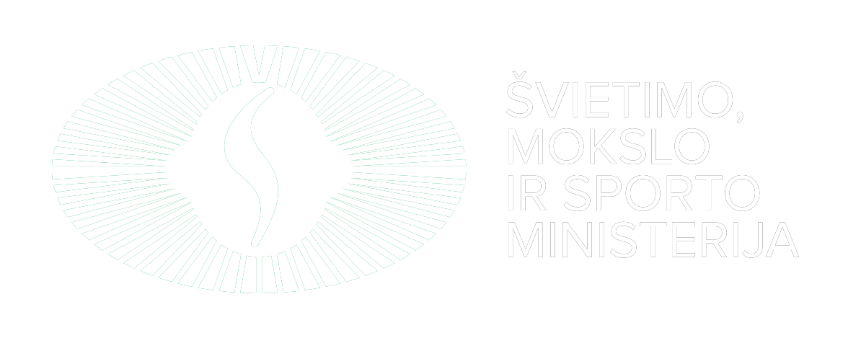 ŠVIETIMO,
MOKSLO
IR SPORTO
MINISTERIJA